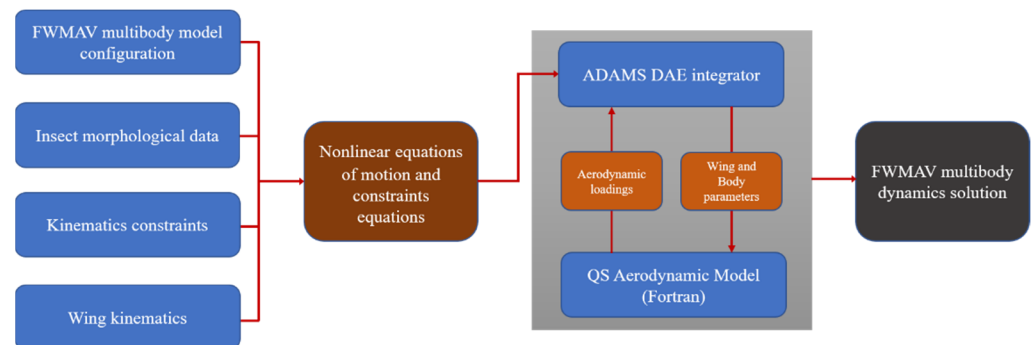 FWMAV multibody model
configuration
Insect morphological data
Kinematics constraints
Wing kinematics
Nonlinear equations
of motion and
constraints
equations
ADAMS DAE integrator
Aerodynamic
loadings
Wing and
Body
parameters
QS Aerodynamic Model
(Fortran)
FWMAV multibody
dynamics solution